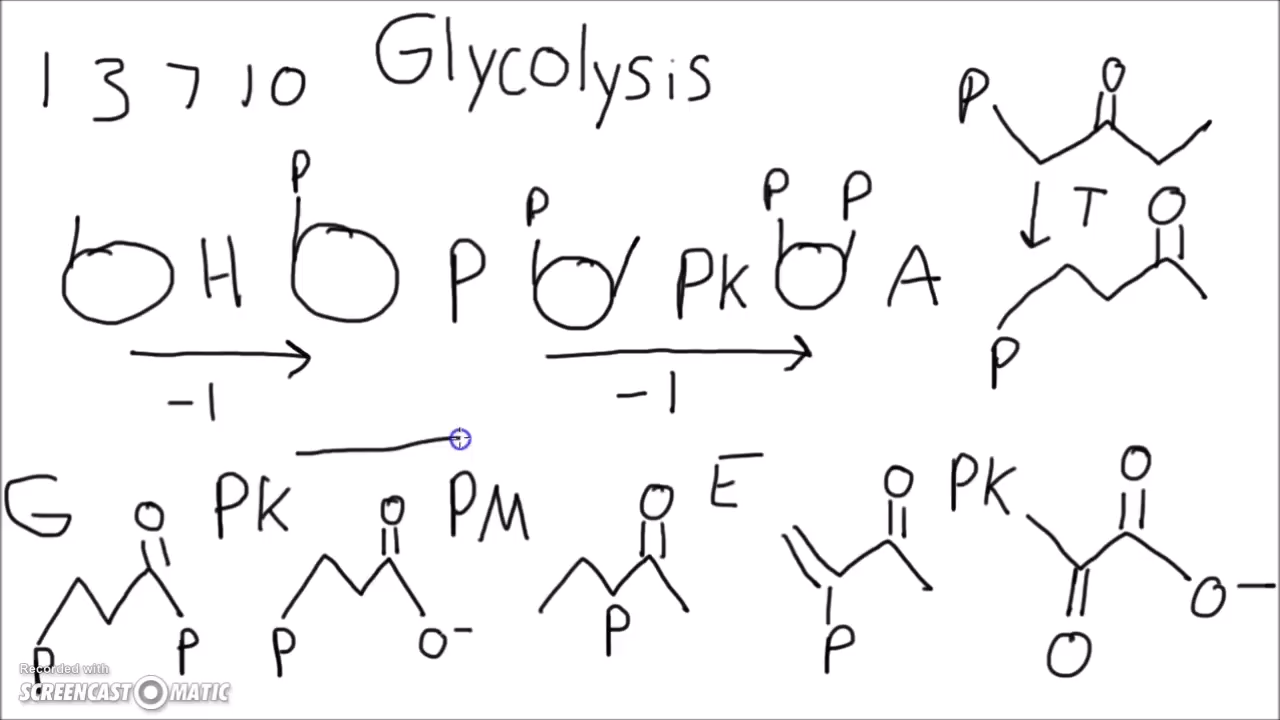 1 3 7 10 Glycolysis
P O
T O
P P P P
H P PK A
-1 -1
P
G PK PM E PK
O O O O O
P P P O- P P O O-
Recorded with
SCREENCAST O MATIC